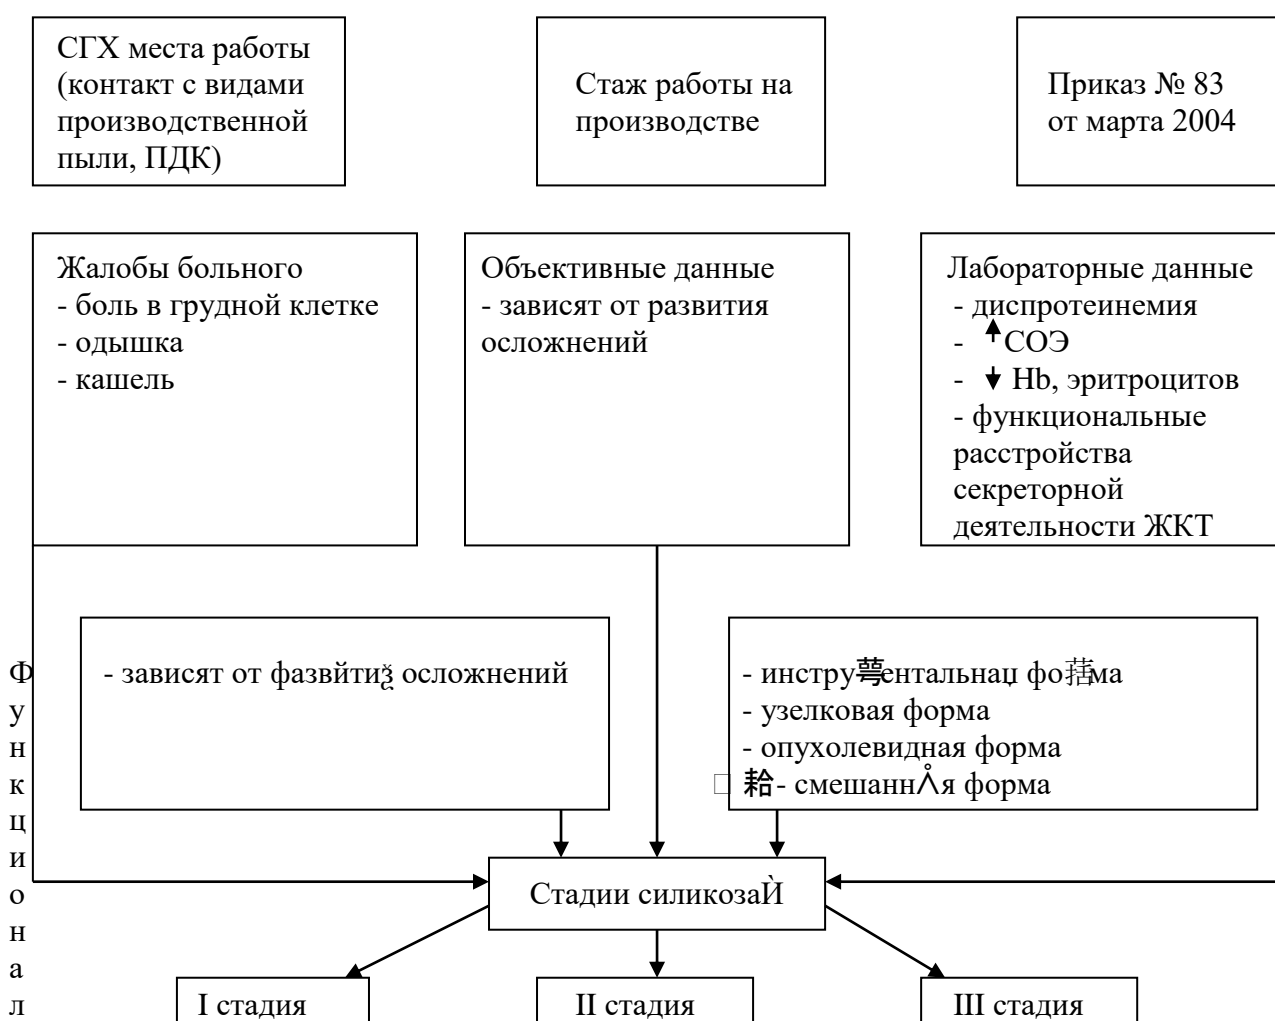 СГХ места работы
(контакт с видами
производственной
пыли, ПДК)
Стаж работы на
производстве
Приказ № 83
от марта 2004
Жалобы больного
- боль в грудной клетке
- одышка
- кашель
Объективные данные
- зависят от развития
осложнений
Лабораторные данные
- диспротеинемия
- ↑ СОЭ
- ↓ Hb, эритроцитов
- функциональные
расстройства
секреторной
деятельности ЖКТ
Функционал
- зависят от осложнений
- 
- узелковая форма
- опухолевидная форма
- форма
Стадии
I стадия
II стадия
III стадия